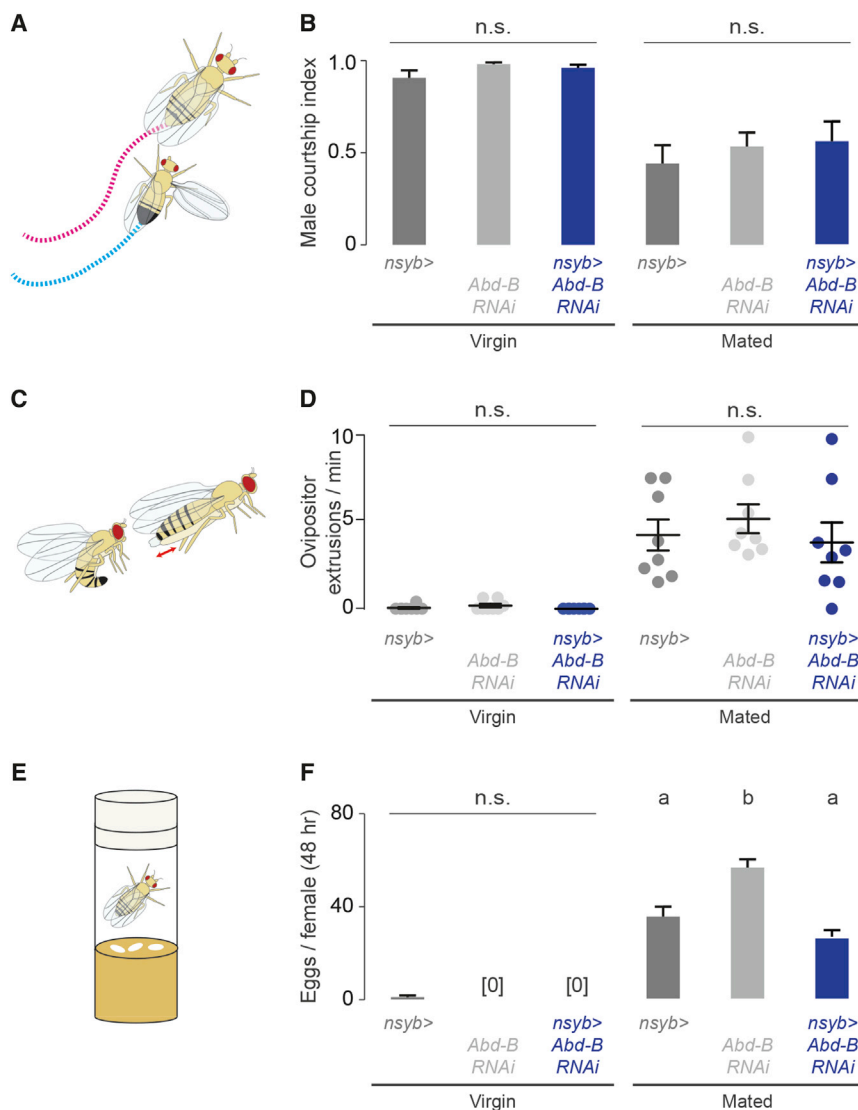 A
B
n.s.
n.s.
Male courtship index
1.0
0.5
0
nsyb>
Abd-B
RNAi
nsyb>
Abd-B
RNAi
nsyb>
Abd-B
RNAi
nsyb>
Abd-B
RNAi
Virgin
Mated
C
D
n.s.
n.s.
Ovipositor
extrusions / min
10
5
0
nsyb>
Abd-B
RNAi
nsyb>
Abd-B
RNAi
nsyb>
Abd-B
RNAi
nsyb>
Abd-B
RNAi
Virgin
Mated
E
F
n.s.
a
b
a
Eggs / female (48 hr)
80
40
0
[0]
[0]
nsyb>
Abd-B
RNAi
nsyb>
Abd-B
RNAi
nsyb>
Abd-B
RNAi
nsyb>
Abd-B
RNAi
Virgin
Mated